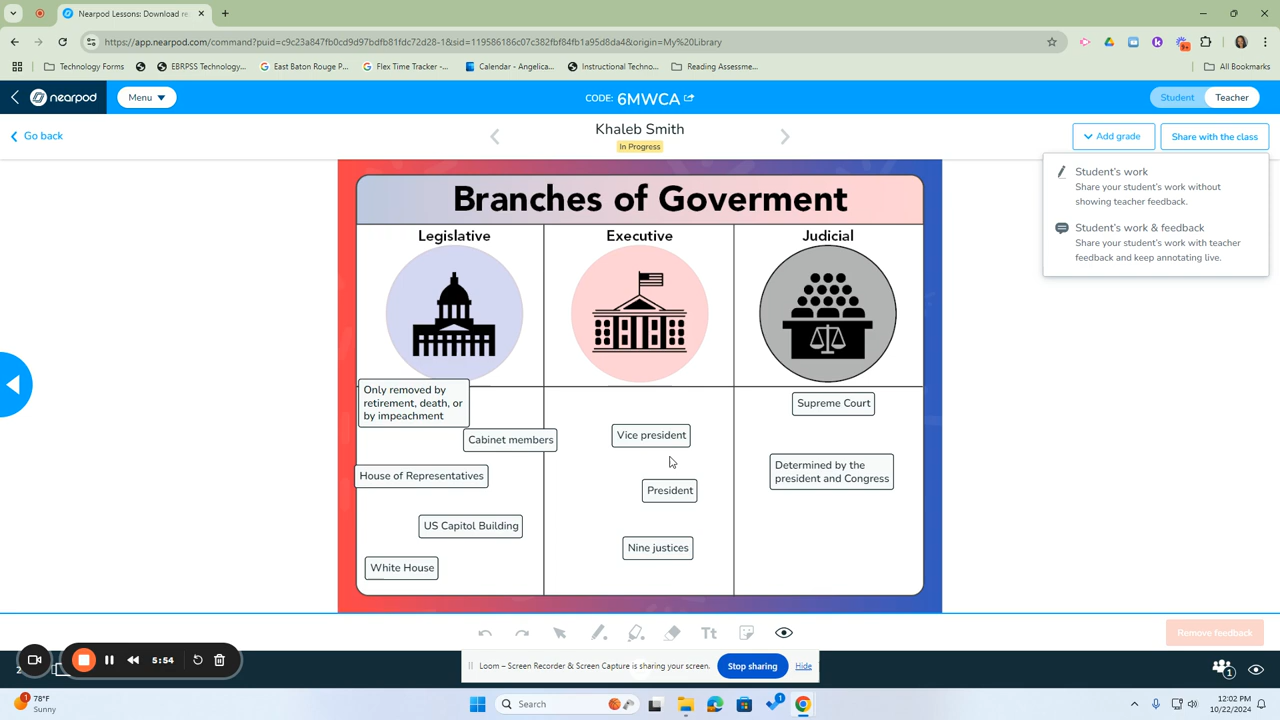 Nearpod Lessons: Download re
https://app.nearpod.com/command?puid=c9c23a847fb0cd9d97bdfb81fdc72d28-1&sid=119586186c07c382fbf84fb1a95d8da4&origin=My%20Library
9+
Technology Forms
EBRPSS Technology...
East Baton Rouge P...
Flex Time Tracker -...
Calendar - Angelica...
Instructional Techno...
Reading Assessme...
All Bookmarks
nearpod
Menu
CODE: 6MWCA
Student
Teacher
Go back
Khaleb Smith
In Progress
Add grade
Share with the class
Student's work
Share your student's work without
showing teacher feedback.
Student's work & feedback
Share your student's work with teacher
feedback and keep annotating live.
Branches of Goverment
Legislative
Executive
Judicial
Only removed by
retirement, death, or
by impeachment
Cabinet members
House of Representatives
US Capitol Building
White House
Vice president
President
Nine justices
Supreme Court
Determined by the
president and Congress
Tt
Remove feedback
5:54
Loom – Screen Recorder & Screen Capture is sharing your screen.
Stop sharing
Hide
1
1
78°F
Sunny
Search
1
12:02 PM
10/22/2024